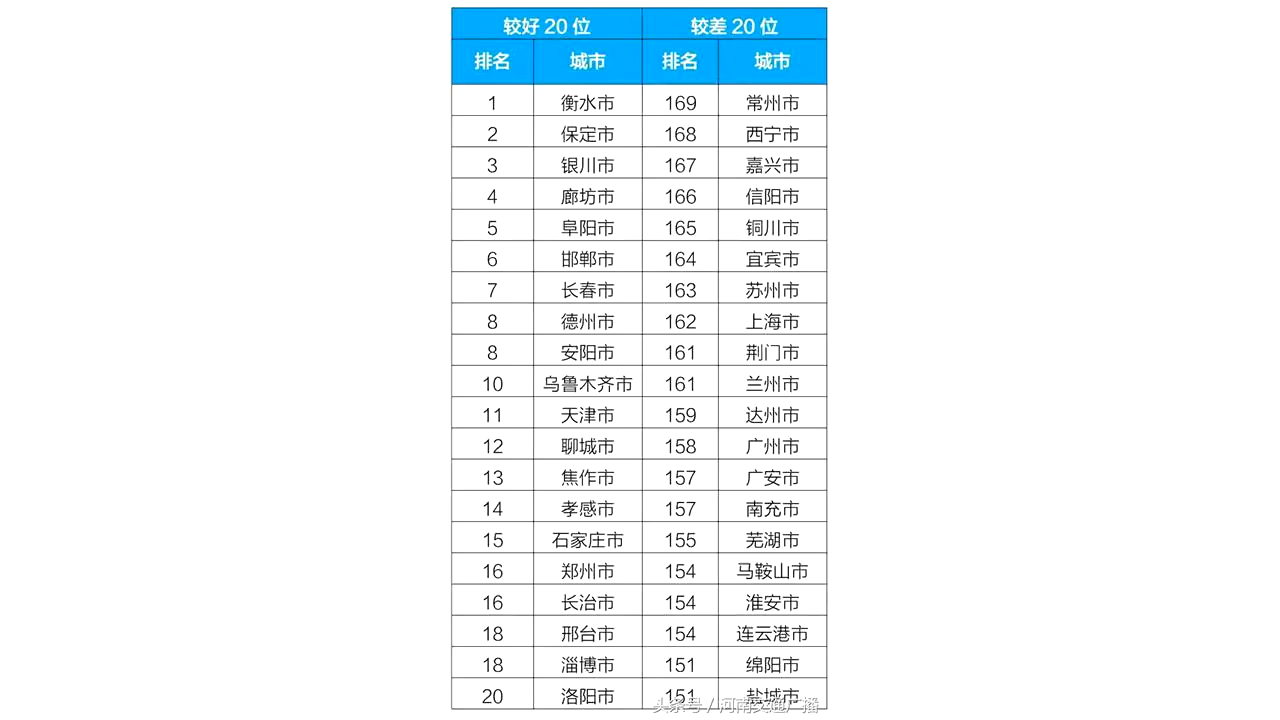 较好 20 位 较差 20 位
排名 城市 排名 城市
1 衡水市 169 常州市
2 保定市 168 西宁市
3 银川市 167 嘉兴市
4 廊坊市 166 信阳市
5 阜阳市 165 铜川市
6 邯郸市 164 宜宾市
7 长春市 163 苏州市
8 德州市 162 上海市
8 安阳市 161 荆门市
10 乌鲁木齐市 161 兰州市
11 天津市 159 达州市
12 聊城市 158 广州市
13 焦作市 157 广安市
14 孝感市 157 南充市
15 石家庄市 155 芜湖市
16 郑州市 154 马鞍山市
16 长治市 154 淮安市
18 邢台市 154 连云港市
18 淄博市 151 绵阳市
20 洛阳市 151 盐城市
头条号 / 河南交通广播